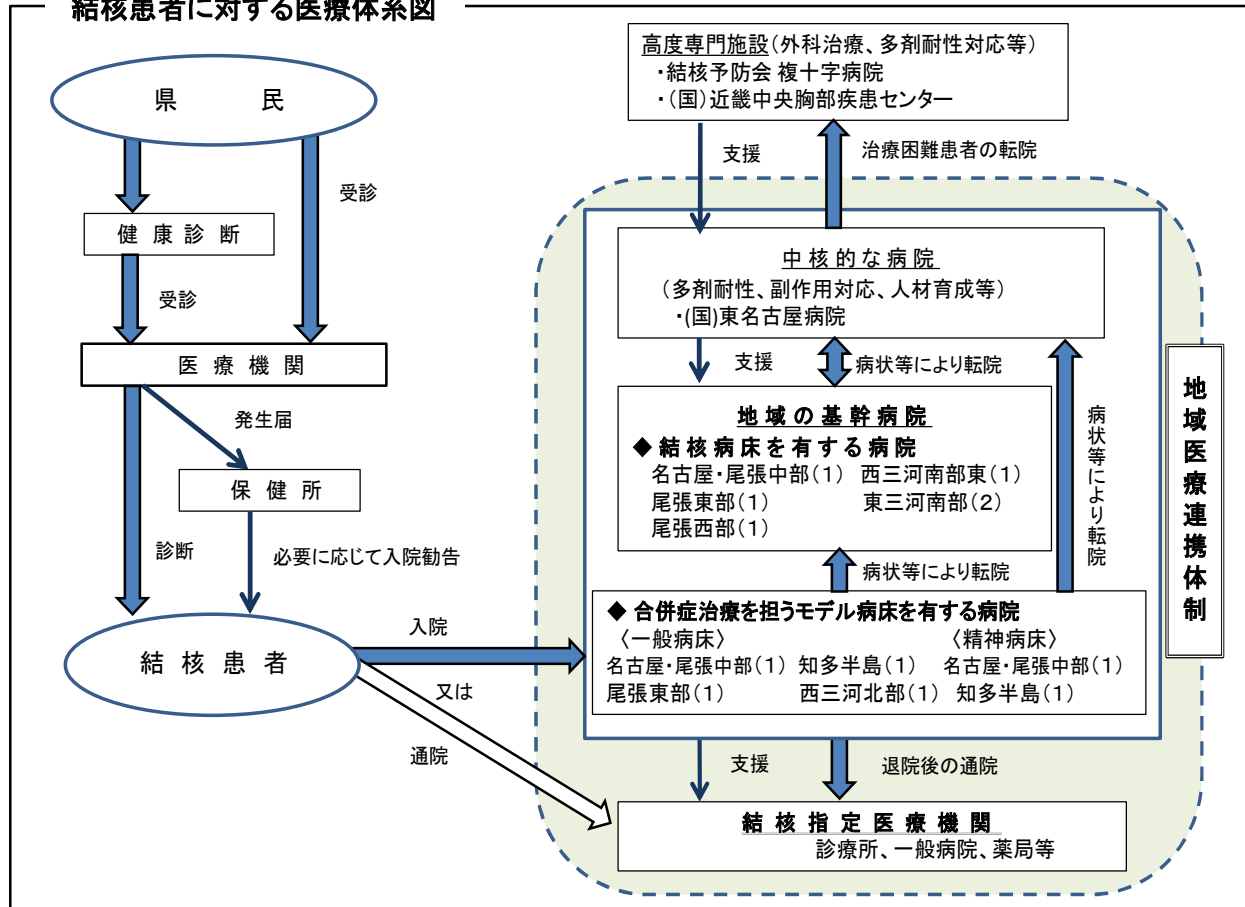 結核患者に対する医療体系図
県　　民
受診
健 康 診 断
受診
医 療 機 関
発生届
保 健 所
診断
必要に応じて入院勧告
結 核 患 者
入院
又は
通院
高度専門施設（外科治療、多剤耐性対応等）
・結核予防会 複十字病院
・（国）近畿中央胸部疾患センター
支援
治療困難患者の転院
中 核 的 な 病 院
（多剤耐性、副作用対応、人材育成等）
・(国)東名古屋病院
支援
病状等により転院
地 域 の 基 幹 病 院
◆ 結 核 病 床 を 有 す る 病 院
名古屋・尾張中部（1） 西三河南部東（1）
尾張東部（1） 東三河南部（2）
尾張西部（1）
病状等により転院
病状等により転院
◆ 合併症治療を担うモデル病床を有する病院
〈一般病床〉 〈精神病床〉
名古屋・尾張中部（1） 知多半島（1） 名古屋・尾張中部（1）
尾張東部（1） 西三河北部（1） 知多半島（1）
支援
退院後の通院
結 核 指 定 医 療 機 関
診療所、一般病院、薬局等
地域医療連携体制